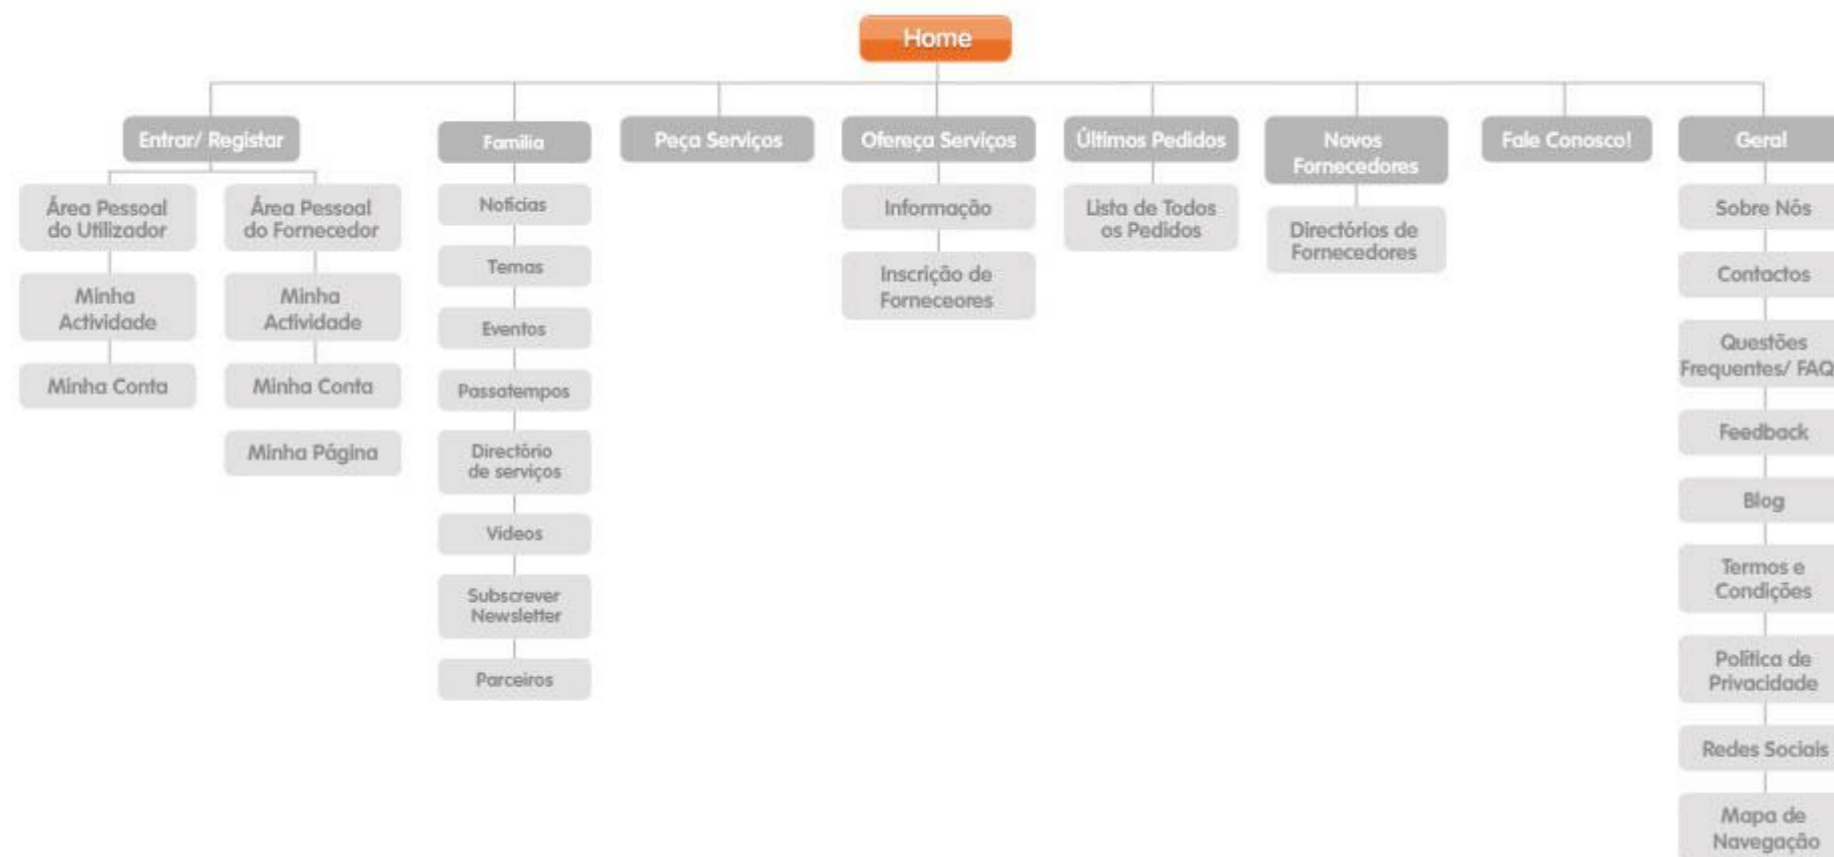 Home
Entrar/ Registar
Área Pessoal
do Utilizador
Minha
Actividade
Minha Conta
Área Pessoal
do Fornecedor
Minha
Actividade
Minha Conta
Minha Página
Familia
Notícias
Temas
Eventos
Passatempos
Directório
de serviços
Videos
Subscrever
Newsletter
Parceiros
Peça Serviços
Ofereça Serviços
Informação
Inscrição de
Forneceores
Últimos Pedidos
Lista de Todos
os Pedidos
Novos
Fornecedores
Directórios de
Fornecedores
Fale Conosco!
Geral
Sobre Nós
Contactos
Questões
Frequentes/ FAQ
Feedback
Blog
Termos e
Condições
Política de
Privacidade
Redes Sociais
Mapa de
Navegação